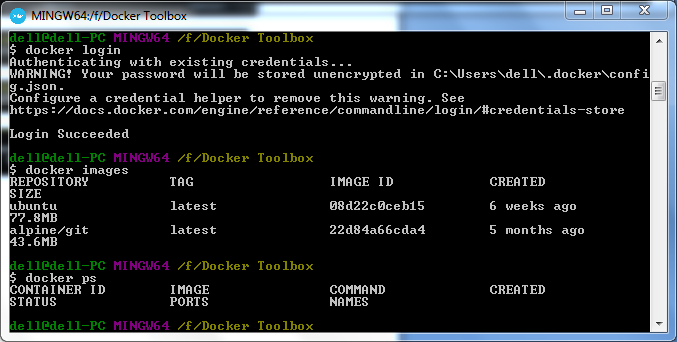 MINGW64:/f/Docker Toolbox
dell@dell-PC MINGW64 /f/Docker Toolbox
$ docker login
Authenticating with existing credentials...
WARNING! Your password will be stored unencrypted in C:\Users\dell\.docker\confi
g.json.
Configure a credential helper to remove this warning. See
https://docs.docker.com/engine/reference/commandline/login/#credentials-store
Login Succeeded
dell@dell-PC MINGW64 /f/Docker Toolbox
$ docker images
REPOSITORY TAG IMAGE ID CREATED
SIZE
ubuntu latest 08d22c0ceb15 6 weeks ago
77.8MB
alpine/git latest 22d84a66cda4 5 months ago
43.6MB
dell@dell-PC MINGW64 /f/Docker Toolbox
$ docker ps
CONTAINER ID IMAGE COMMAND CREATED
STATUS PORTS NAMES
dell@dell-PC MINGW64 /f/Docker Toolbox